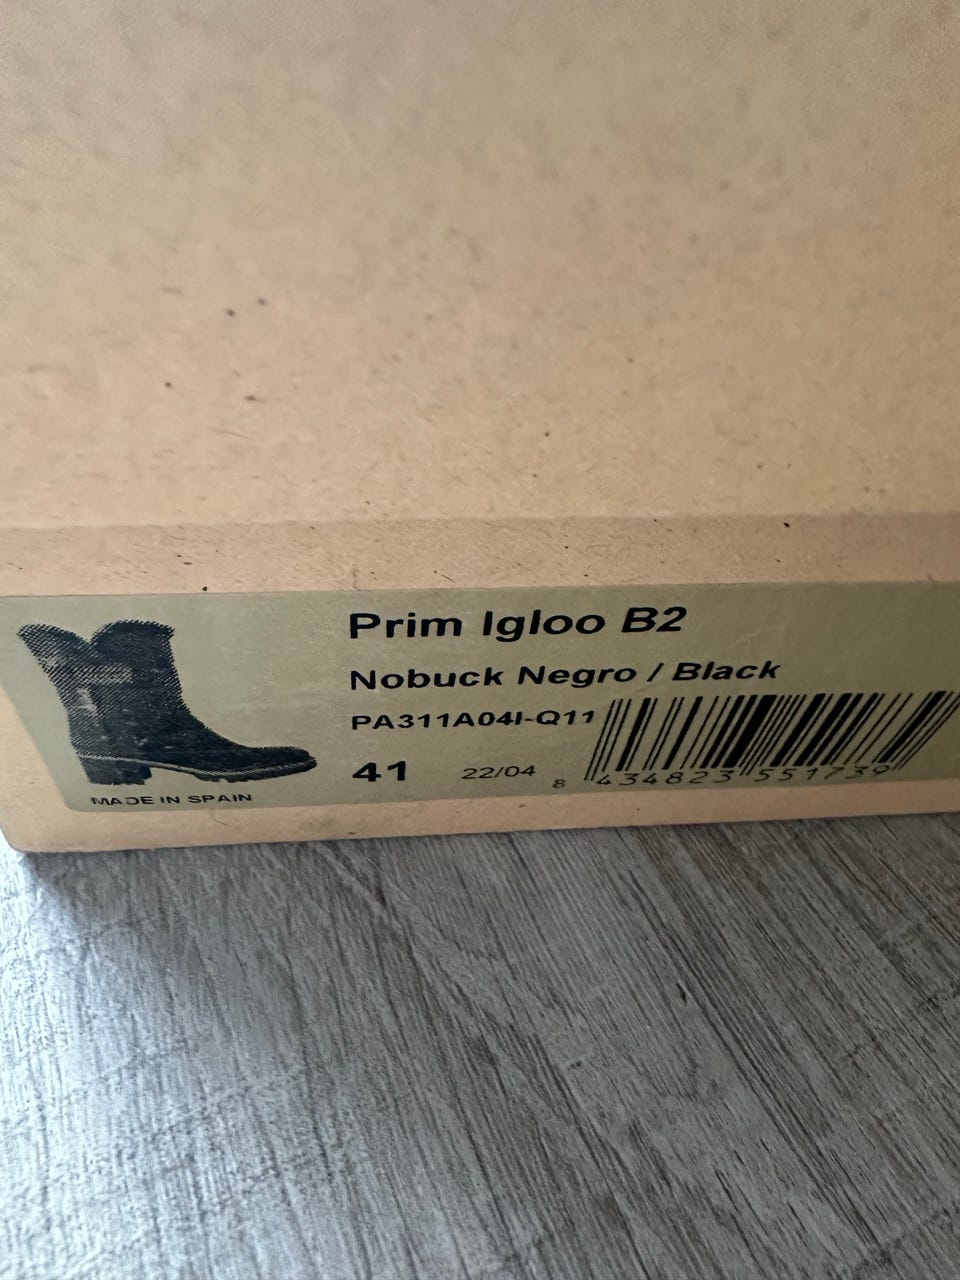 Prim Igloo B2
Nobuck Negro / Black
PA311A04I-Q11
41 22/04
8 434823 551739
MADE IN SPAIN